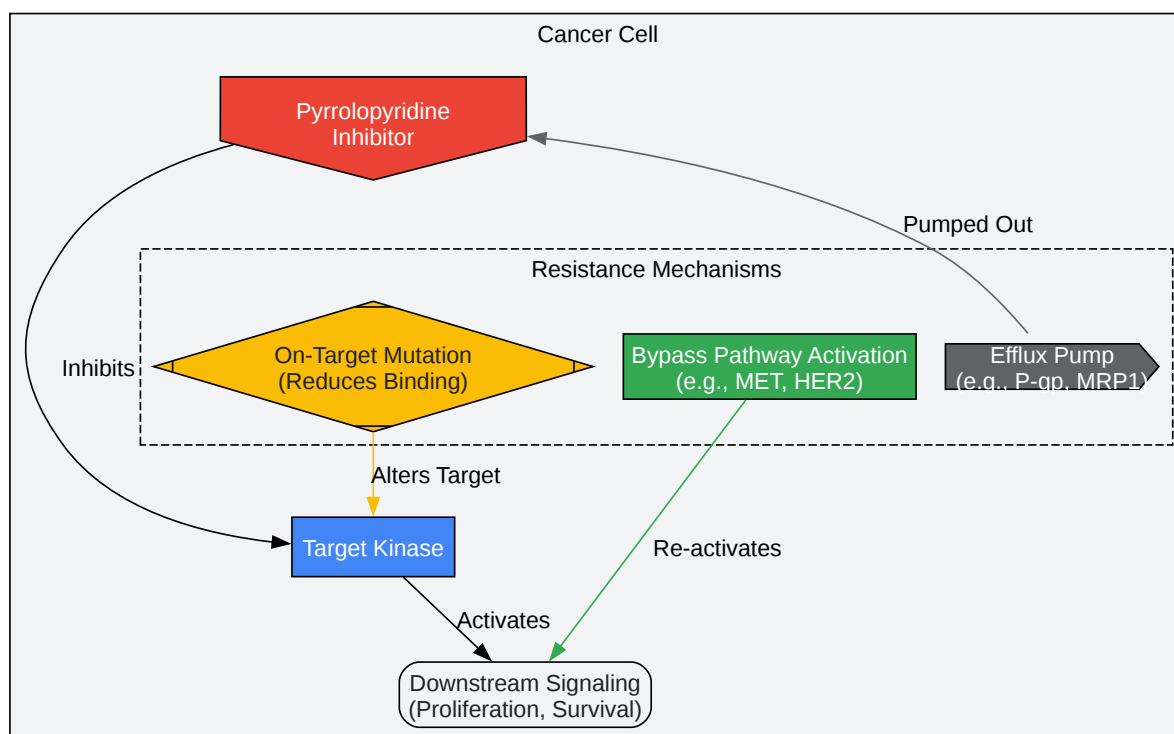 Cancer Cell
Pyrrolopyridine
Inhibitor
Pumped Out
Resistance Mechanisms
Inhibits
On-Target Mutation
(Reduces Binding)
Bypass Pathway Activation
(e.g., MET, HER2)
Efflux Pump
(e.g., P-gp, MRP1)
Alters Target
Target Kinase
Re-activates
Activates
Downstream Signaling
(Proliferation, Survival)